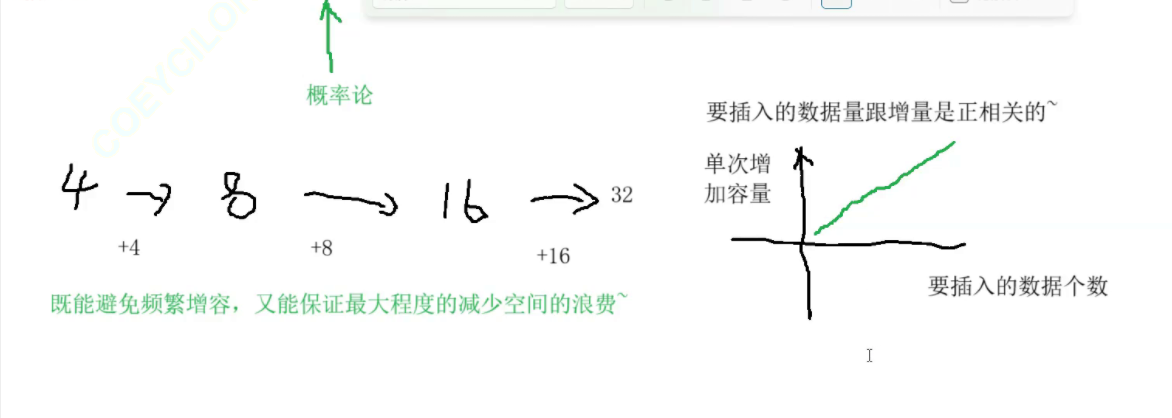 COEYCILO
概率论
要插入的数据量跟增量是正相关的~
单次增
加容量
4 → 8 → 16 → 32
+4 +8 +16
要插入的数据个数
既能避免频繁增容，又能保证最大程度的减少空间的浪费~